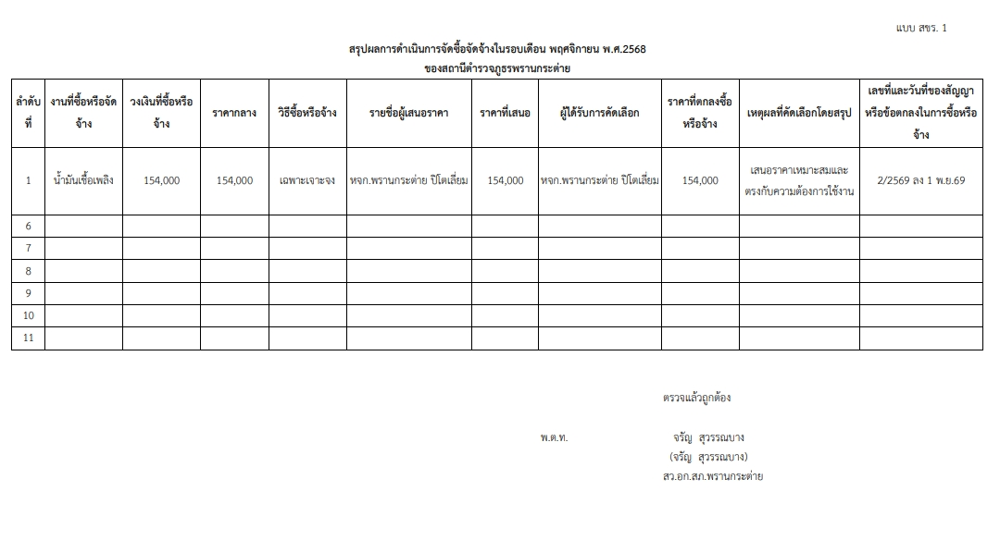 แบบ สขร. 1
สรุปผลการดำเนินการจัดซื้อจัดจ้างในรอบเดือน พฤศจิกายน พ.ศ.2568
ของสถานีตำรวจภูธรพรานกระต่าย
ลำดับที่ งานที่ซื้อหรือจัดจ้าง วงเงินที่ซื้อหรือจ้าง ราคากลาง วิธีซื้อหรือจ้าง รายชื่อผู้เสนอราคา ราคาที่เสนอ ผู้ได้รับการคัดเลือก ราคาที่ตกลงซื้อหรือจ้าง เหตุผลที่คัดเลือกโดยสรุป เลขที่และวันที่ของสัญญาหรือข้อตกลงในการซื้อหรือจ้าง
1 น้ำมันเชื้อเพลิง 154,000 154,000 เฉพาะเจาะจง หจก.พรานกระต่าย ปิโตเลี่ยม 154,000 หจก.พรานกระต่าย ปิโตเลี่ยม 154,000 เสนอราคาเหมาะสมและตรงกับความต้องการใช้งาน 2/2569 ลง 1 พ.ย.69
6
7
8
9
10
11
ตรวจแล้วถูกต้อง
พ.ต.ท. จรัญ สุวรรณบาง
(จรัญ สุวรรณบาง)
สว.อก.สภ.พรานกระต่าย